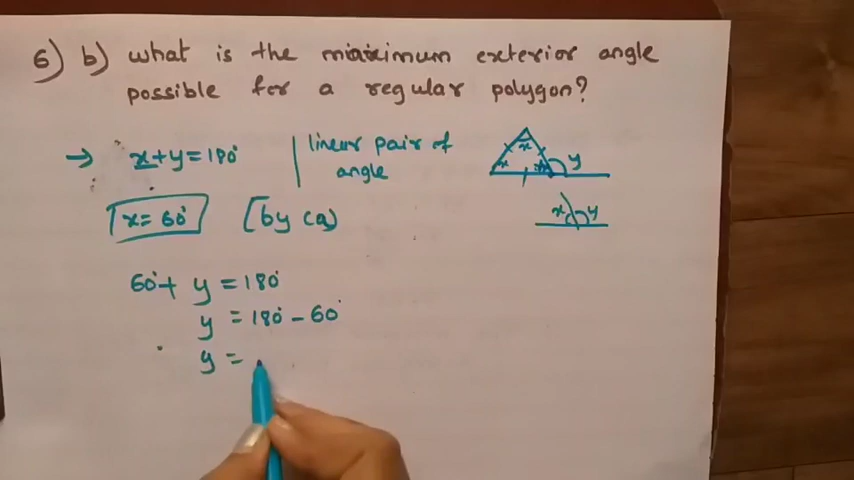 6) b) what is the maximum exterior angle
possible for a regular polygon?
→ x+y=180° | linear pair of
angle
x x y
x=60° [by (a)
x y
60°+ y = 180°
y = 180° - 60°
y =